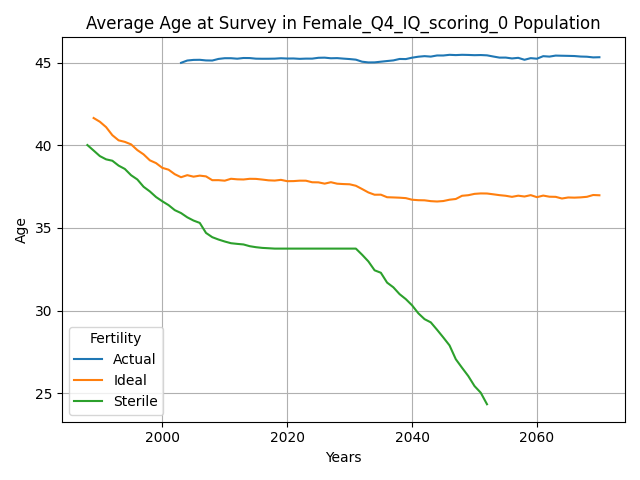 Average Age at Survey in Female_Q4_IQ_scoring_0 Population
Age
45
40
35
30
25
Fertility
Actual
Ideal
Sterile
2000 2020 2040 2060
Years